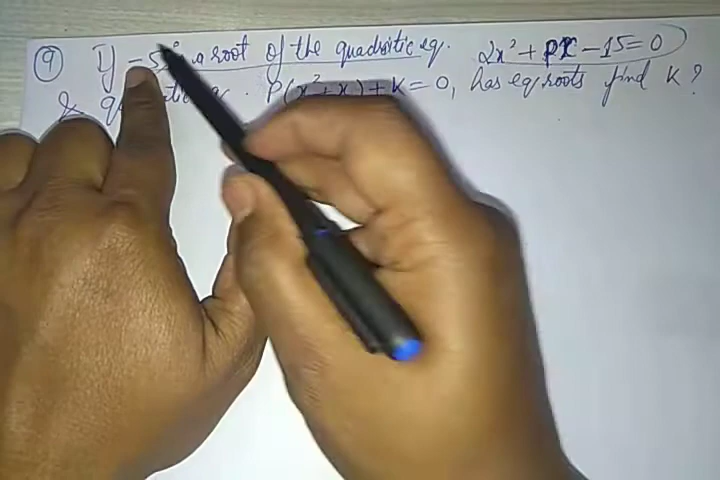 9 If -5 is a root of the quadratic eq. 2x² + px - 15 = 0
& eq. P(x² + x) + K = 0, has eq roots find K ?